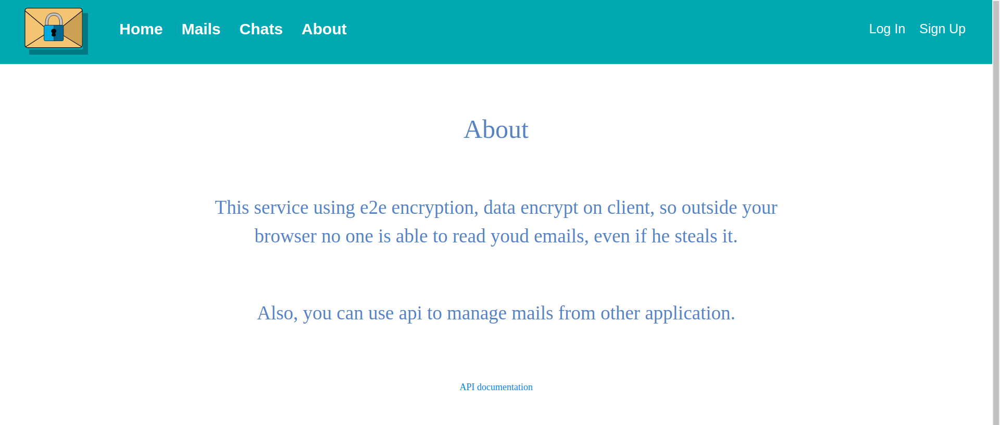 Home Mails Chats About Log In Sign Up
About
This service using e2e encryption, data encrypt on client, so outside your
browser no one is able to read youd emails, even if he steals it.
Also, you can use api to manage mails from other application.
API documentation